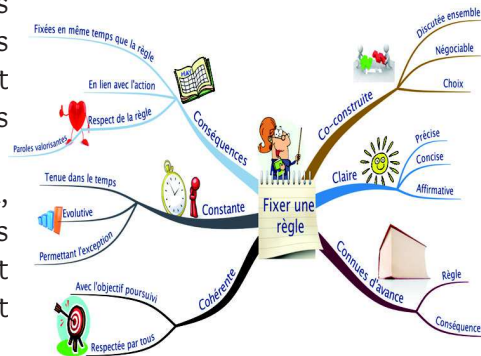 Fixer une
règle
Co-construite
Discutée ensemble
Négociable
Choix
Claire
Précise
Concise
Affirmative
Connues d'avance
Règle
Conséquence
Cohérente
Avec l'objectif poursuivi
Respectée par tous
Constante
Tenue dans le temps
Evolutive
Permettant l'exception
Conséquences
Fixées en même temps que la règle
En lien avec l'action
Respect de la règle
Paroles valorisantes